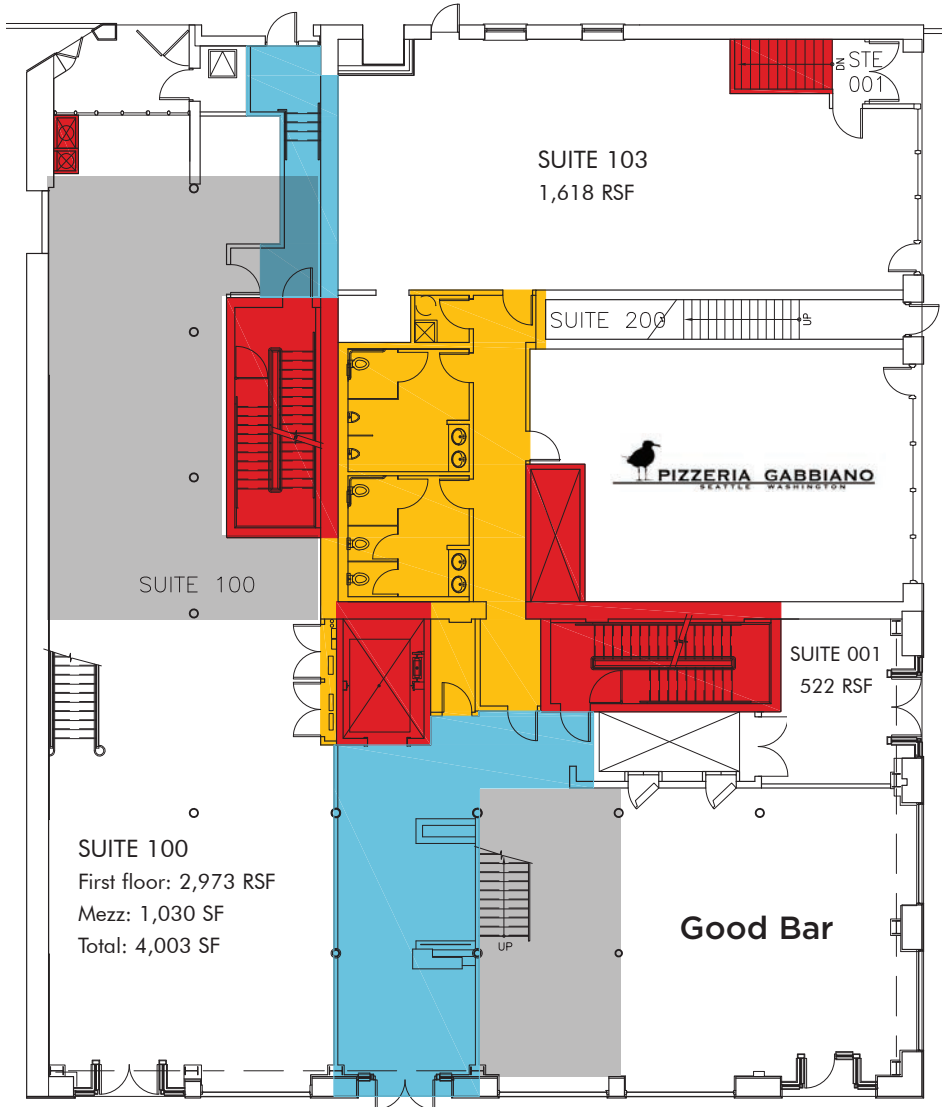 DN
STE
001
SUITE 103
1,618 RSF
SUITE 200
UP
PIZZERIA GABBIANO
SEATTLE WASHINGTON
SUITE 100
SUITE 001
522 RSF
SUITE 100
First floor: 2,973 RSF
Mezz: 1,030 SF
Total: 4,003 SF
UP
Good Bar